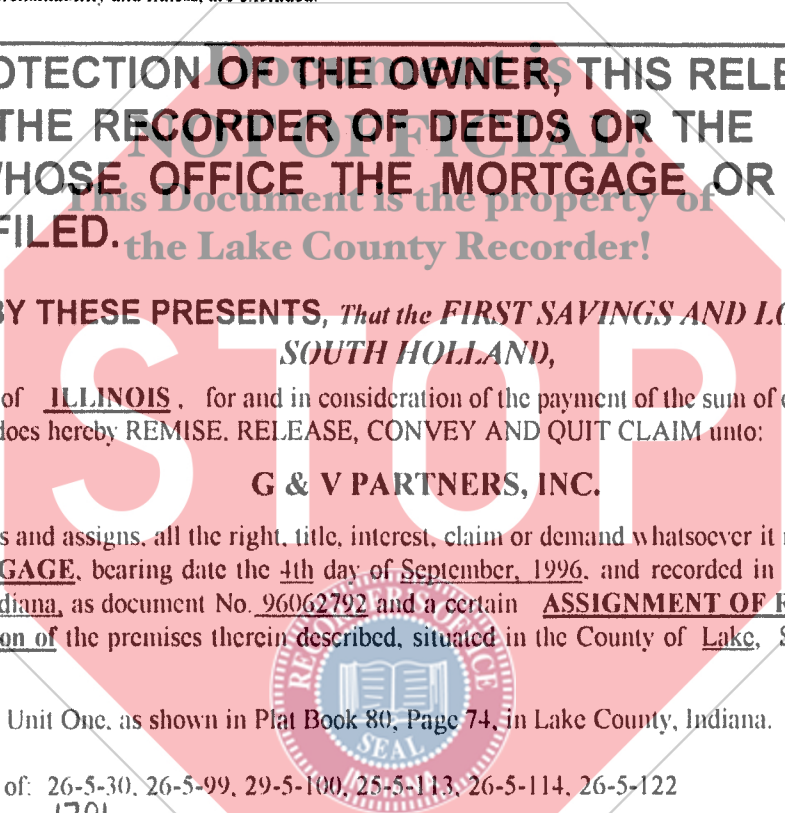 OTECTION OF THE OWNER, THIS RELE
THE RECORDER OF DEEDS OR THE
WHOSE OFFICE THE MORTGAGE OR
FILED.
Document is
NOT OFFICIAL!
This Document is the property of
the Lake County Recorder!
STOP
BY THESE PRESENTS, That the FIRST SAVINGS AND LO
SOUTH HOLLAND,
of ILLINOIS, for and in consideration of the payment of the sum of
does hereby REMISE. RELEASE, CONVEY AND QUIT CLAIM unto:
G & V PARTNERS, INC.
s and assigns, all the right, title, interest, claim or demand whatsoever it
GAGE, bearing date the 4th day of September, 1996. and recorded in
diana, as document No. 96062792 and a certain ASSIGNMENT OF R
on of the premises therein described, situated in the County of Lake, S
Unit One, as shown in Plat Book 80, Page 74, in Lake County, Indiana.
of: 26-5-30, 26-5-99, 29-5-100, 25-5-113, 26-5-114, 26-5-122
RECORDER'S OFFICE
SEAL
INDIANA